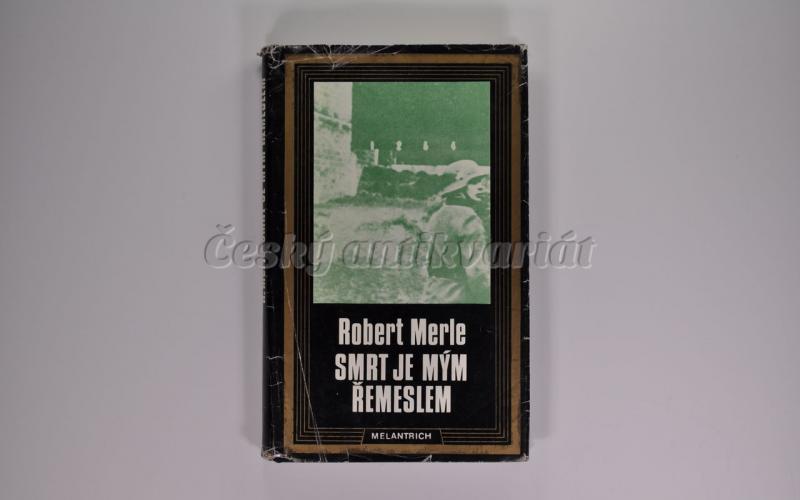 Český antikvariát
Robert Merle
SMRT JE MÝM
ŘEMESLEM
MELANTRICH